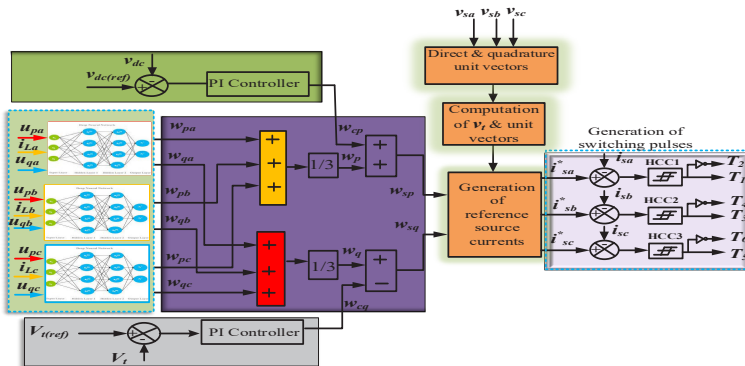 v_sa v_sb v_sc
v_dc
v_dc(ref)
PI Controller
Direct & quadrature
unit vectors
Computation
of v_t & unit
vectors
Generation of
switching pulses
u_pa
i_La
u_qa
u_pb
i_Lb
u_qb
u_pc
i_Lc
u_qc
w_pa
w_qa
w_pb
w_qb
w_pc
w_qc
+
+
+
1/3
w_p
w_cp
+
+
w_sp
+
+
+
1/3
w_q
w_cq
+
−
w_sq
Generation
of
reference
source
currents
i*_sa
i_sa
HCC1
T_2
T_1
i*_sb
i_sb
HCC2
T_4
T_3
i*_sc
i_sc
HCC3
T_6
T_5
V_t(ref)
V_t
PI Controller